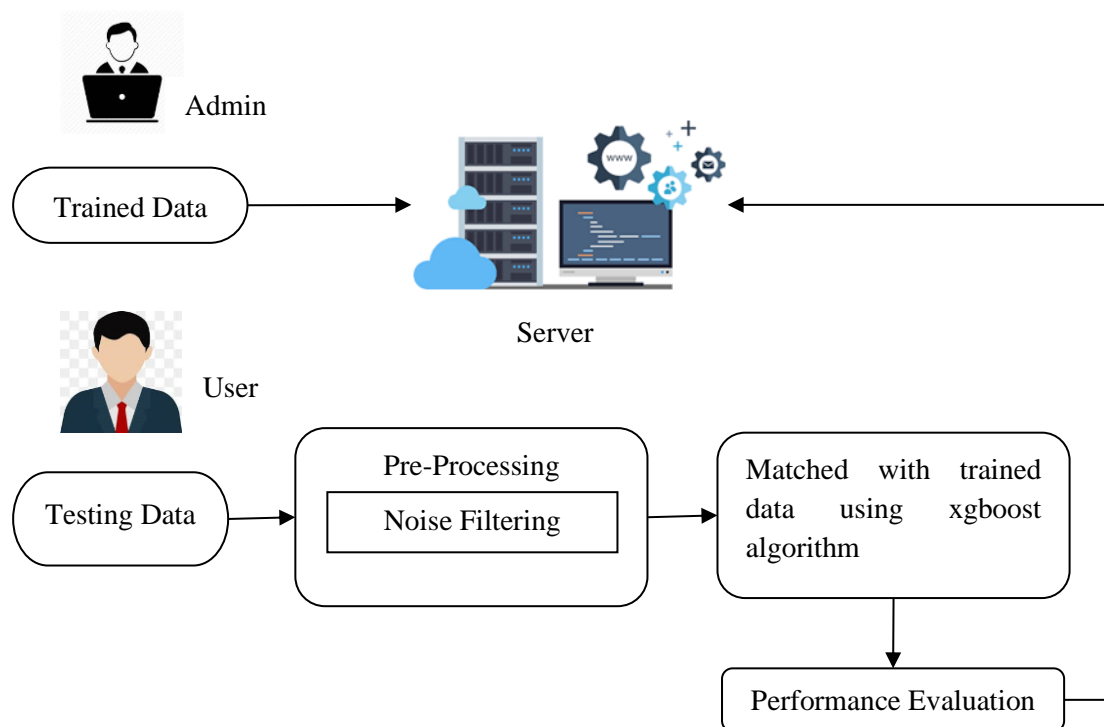 Admin
Trained Data
www
Server
User
Testing Data
Pre-Processing
Noise Filtering
Matched with trained
data using xgboost
algorithm
Performance Evaluation